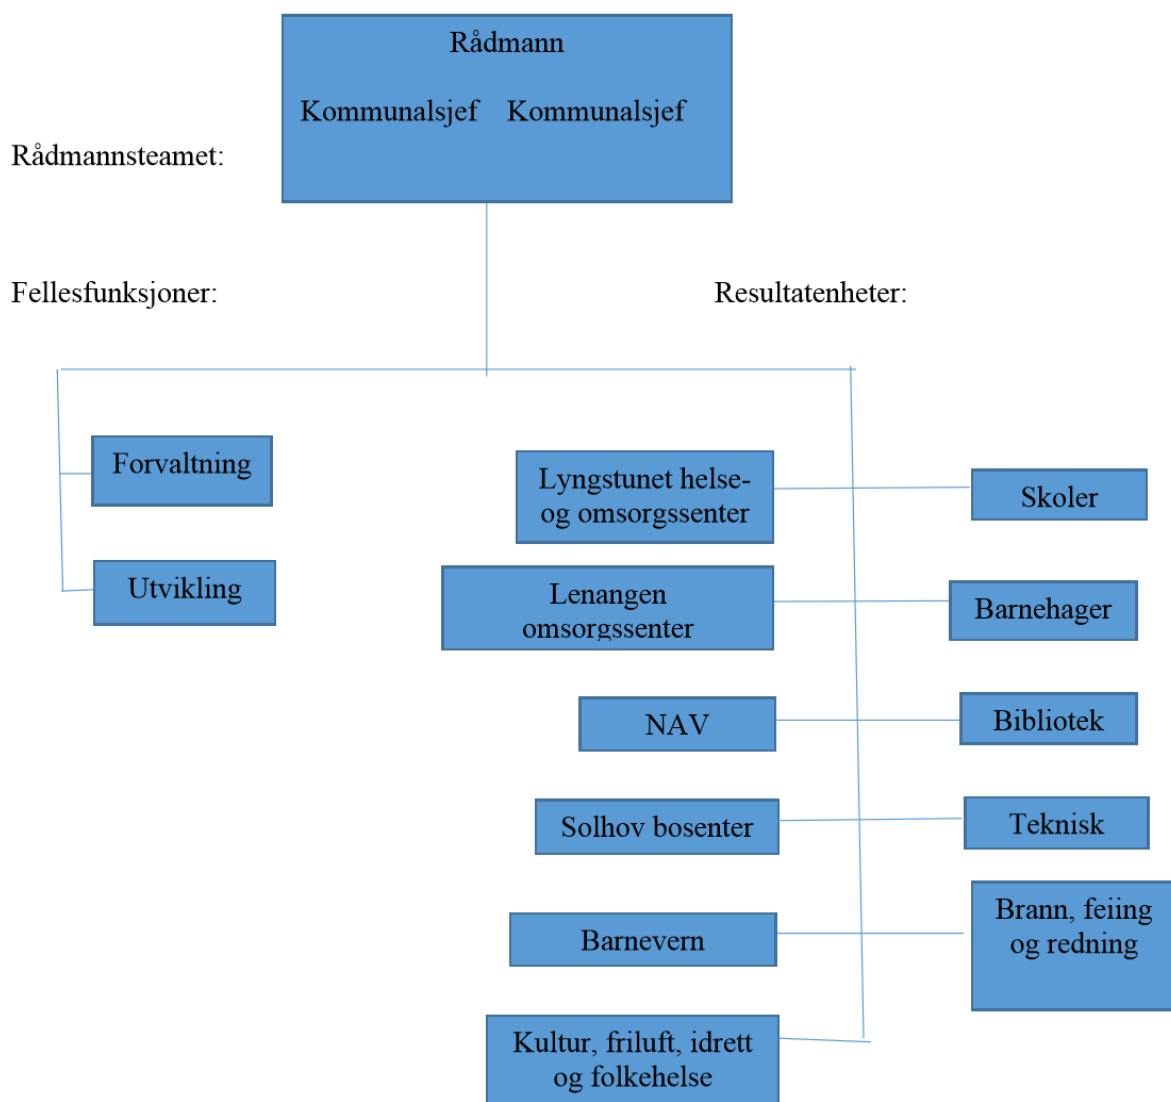 Rådmann
Kommunalsjef Kommunalsjef
Rådmannsteamet:
Fellesfunksjoner:
Resultatenheter:
Forvaltning
Utvikling
Lyngstunet helse-
og omsorgssenter
Skoler
Lenangen
omsorgssenter
Barnehager
NAV
Bibliotek
Solhov bosenter
Teknisk
Barnevern
Brann, feiing
og redning
Kultur, friluft, idrett
og folkehelse